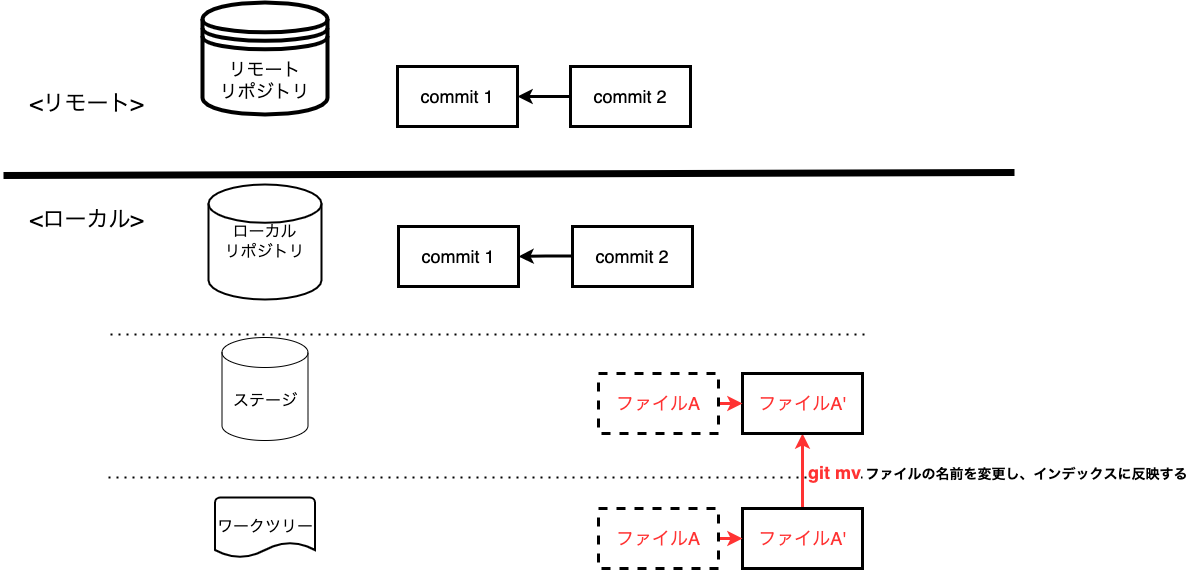 リモート
リポジトリ
<リモート>
commit 1
commit 2
<ローカル>
ローカル
リポジトリ
commit 1
commit 2
ステージ
ファイルA
ファイルA'
git mv ファイルの名前を変更し、インデックスに反映する
ワークツリー
ファイルA
ファイルA'